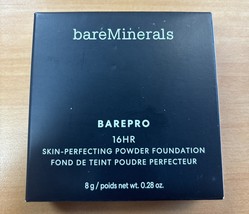 bareMinerals
BAREPRO
16HR
SKIN-PERFECTING POWDER FOUNDATION
FOND DE TEINT POUDRE PERFECTEUR
8 g / poids net wt. 0.28 oz.